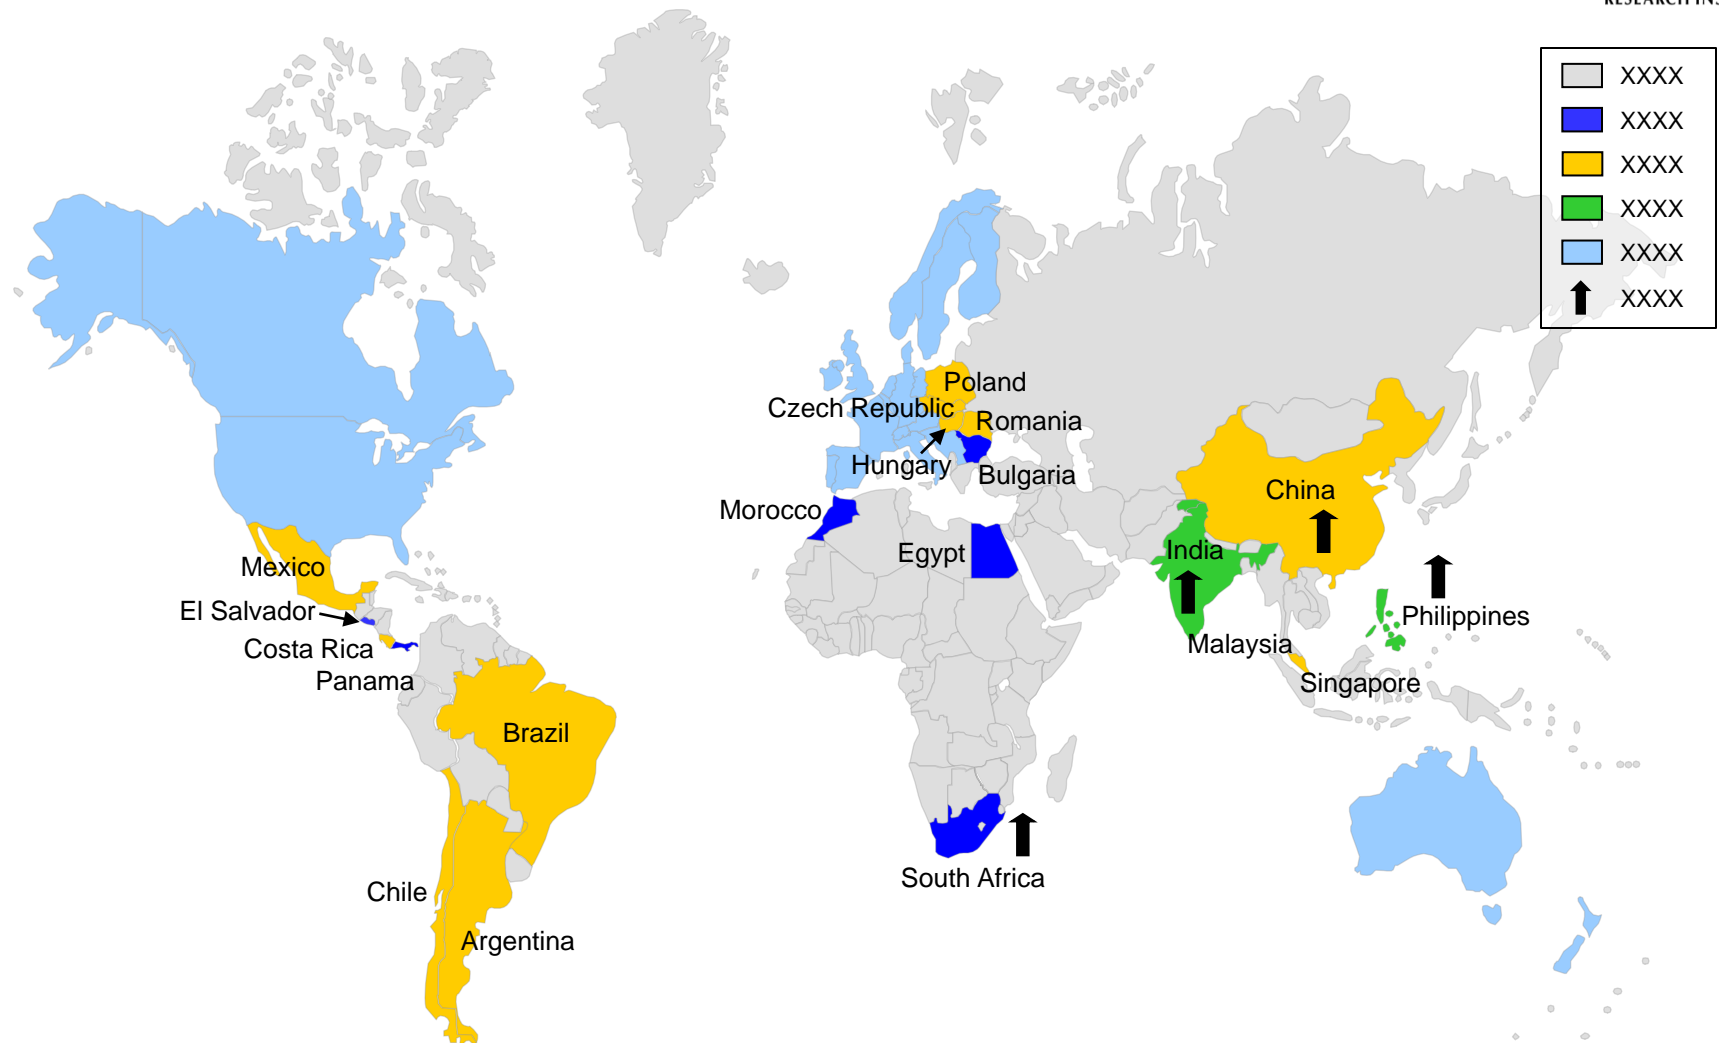 XXXX
XXXX
XXXX
XXXX
XXXX
XXXX
Poland
Czech Republic
Romania
Hungary
Bulgaria
Morocco
Egypt
China
India
Mexico
El Salvador
Costa Rica
Panama
Philippines
Malaysia
Singapore
Brazil
South Africa
Chile
Argentina